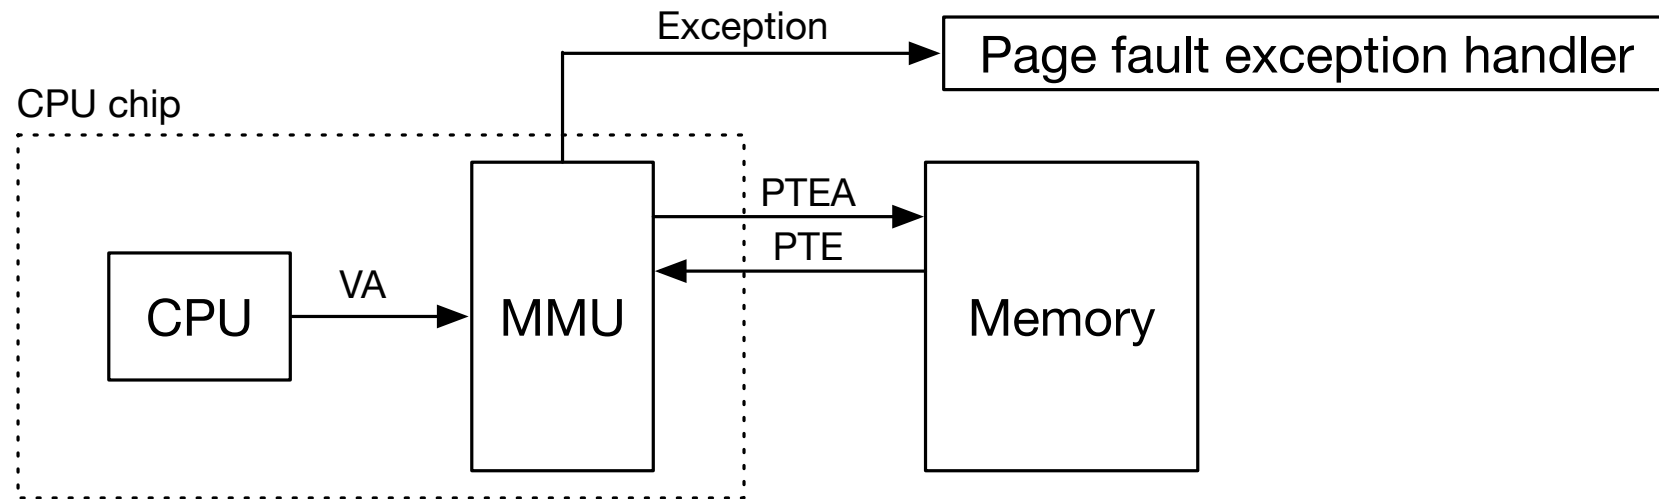 Exception
Page fault exception handler
CPU chip
PTEA
PTE
VA
CPU
MMU
Memory